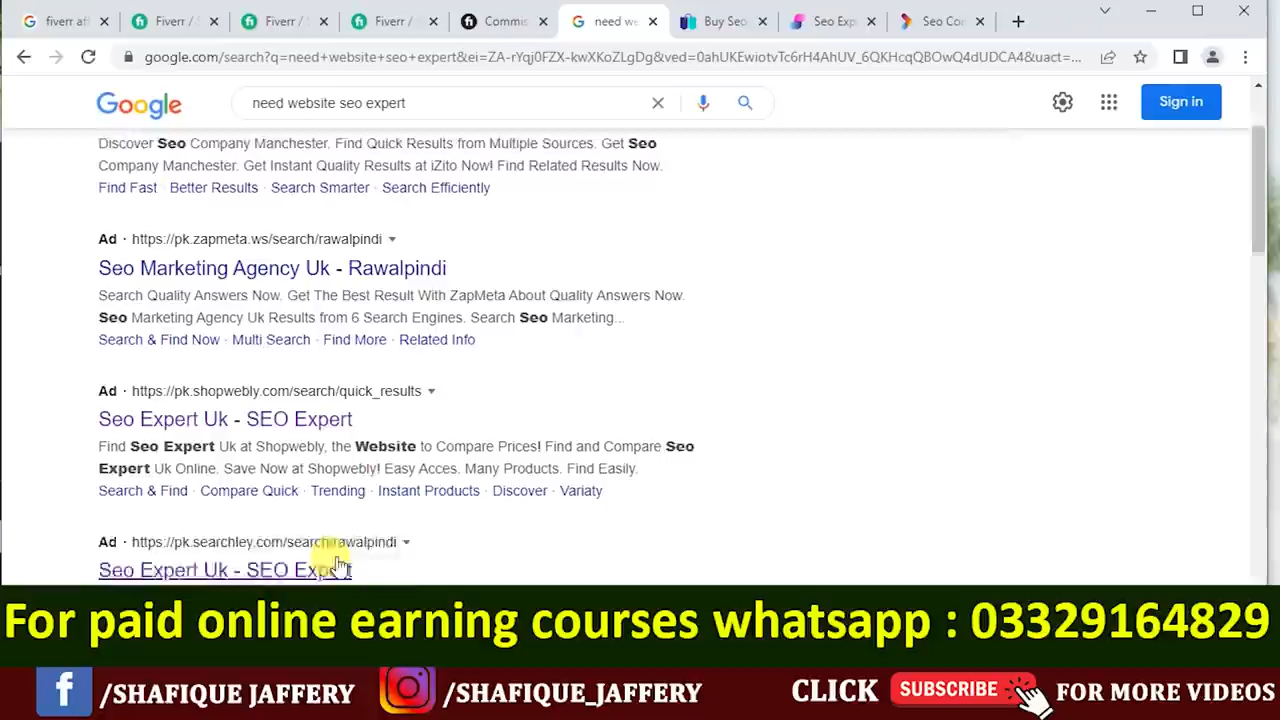 fiverr af
Fiverr / S
Fiverr / S
Fiverr /
Commis
need we
Buy Seo
Seo Exp
Seo Co
google.com/search?q=need+website+seo+expert&ei=ZA-rYqj0FZX-kwXKoZLgDg&ved=0ahUKEwiotvTc6rH4AhUV_6QKHcqQBOwQ4dUDCA4&uact=...
Google
need website seo expert
Sign in
Discover Seo Company Manchester. Find Quick Results from Multiple Sources. Get Seo
Company Manchester. Get Instant Quality Results at iZito Now! Find Related Results Now.
Find Fast · Better Results · Search Smarter · Search Efficiently
Ad · https://pk.zapmeta.ws/search/rawalpindi
Seo Marketing Agency Uk - Rawalpindi
Search Quality Answers Now. Get The Best Result With ZapMeta About Quality Answers Now.
Seo Marketing Agency Uk Results from 6 Search Engines. Search Seo Marketing...
Search & Find Now · Multi Search · Find More · Related Info
Ad · https://pk.shopwebly.com/search/quick_results
Seo Expert Uk - SEO Expert
Find Seo Expert Uk at Shopwebly, the Website to Compare Prices! Find and Compare Seo
Expert Uk Online. Save Now at Shopwebly! Easy Acces. Many Products. Find Easily.
Search & Find · Compare Quick · Trending · Instant Products · Discover · Variaty
Ad · https://pk.searchley.com/search/rawalpindi
Seo Expert Uk - SEO Expert
For paid online earning courses whatsapp : 03329164829
/SHAFIQUE JAFFERY
/SHAFIQUE_JAFFERY
CLICK SUBSCRIBE FOR MORE VIDEOS